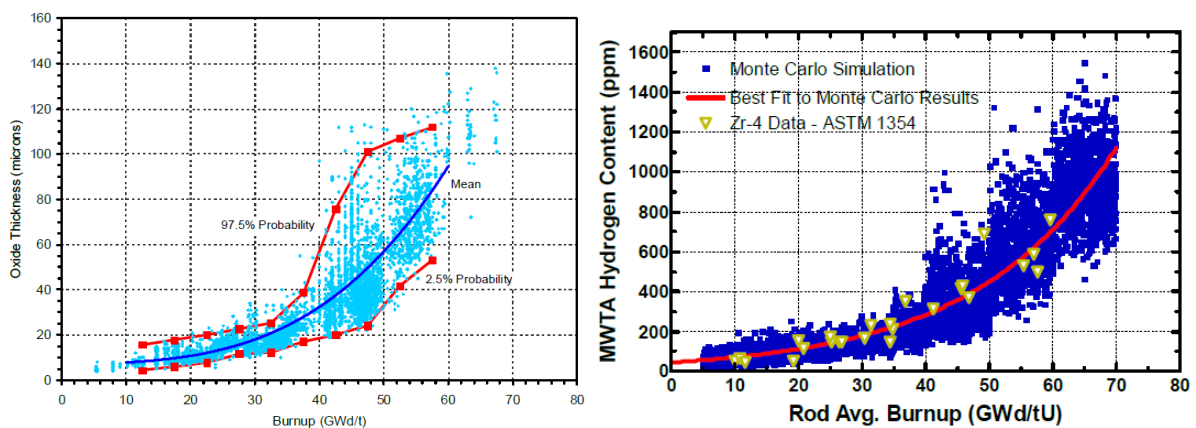 160
140
120
100
80
60
40
20
0
Oxide Thickness (microns)
97.5% Probability
Mean
2.5% Probability
0 10 20 30 40 50 60 70 80
Burnup (GWd/t)
1600
1400
1200
1000
800
600
400
200
0
MWTA Hydrogen Content (ppm)
Monte Carlo Simulation
Best Fit to Monte Carlo Results
Zr-4 Data - ASTM 1354
0 10 20 30 40 50 60 70 80
Rod Avg. Burnup (GWd/tU)